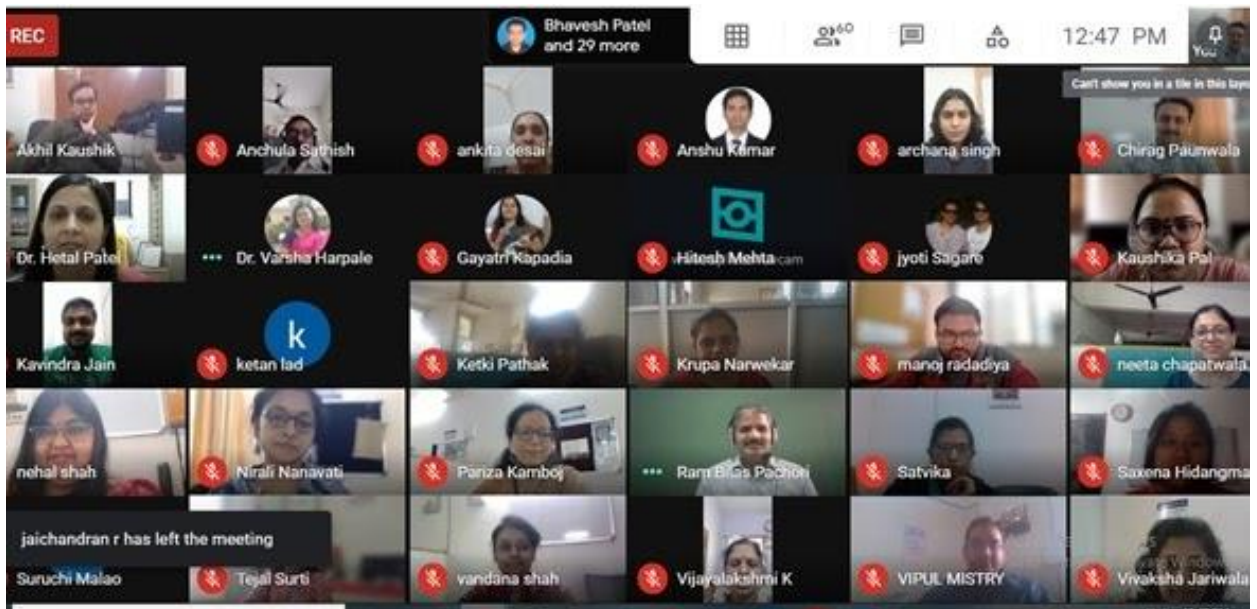 REC
Bhavesh Patel
and 29 more
60
12:47 PM
You
Can't show you in a tile in this layo
Akhil Kaushik
Anchula Sathish
ankita desai
Anshu Kumar
archana singh
Chirag Paunwala
Dr. Hetal Patel
Dr. Varsha Harpale
Gayatri Kapadia
Hitesh Mehta
cam
jyoti Sagare
Kaushika Pal
Kavindra Jain
k
ketan lad
Ketki Pathak
Krupa Narwekar
manoj radadiya
neeta chapatwala
nehal shah
Nirali Nanavati
Pariza Kamboj
Ram Bilas Pachori
Satvika
Saxena Hidangma
jaichandran r has left the meeting
Suruchi Malao
Tejal Surti
vandana shah
Vijayalakshmi K
VIPUL MISTRY
Vivaksha Jariwala